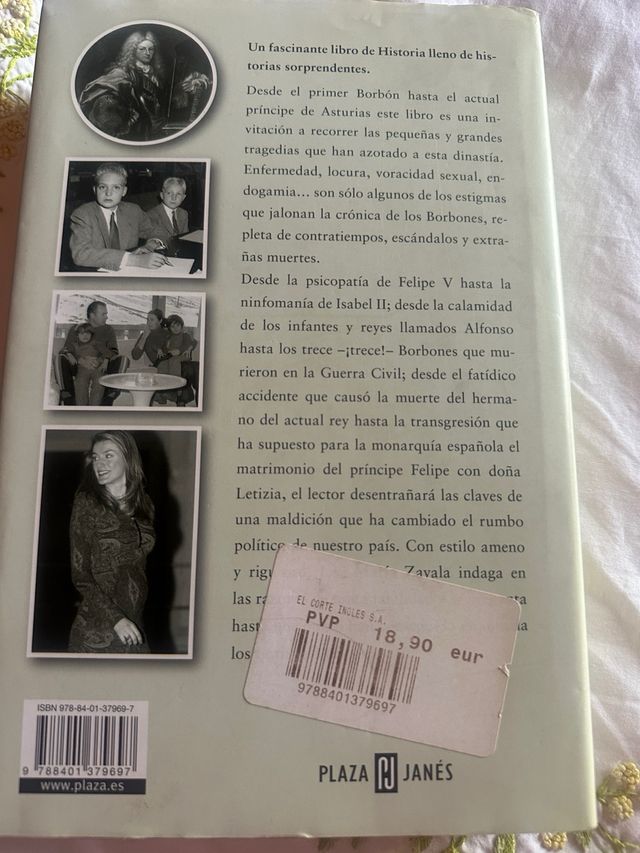 Un fascinante libro de Historia lleno de his-
torias sorprendentes.
Desde el primer Borbón hasta el actual
príncipe de Asturias este libro es una in-
vitación a recorrer las pequeñas y grandes
tragedias que han azotado a esta dinastía.
Enfermedad, locura, voracidad sexual, en-
dogamia... son sólo algunos de los estigmas
que jalonan la crónica de los Borbones, re-
pleta de contratiempos, escándalos y extra-
ñas muertes.
Desde la psicopatía de Felipe V hasta la
ninfomanía de Isabel II; desde la calamidad
de los infantes y reyes llamados Alfonso
hasta los trece –¡trece!– Borbones que mu-
rieron en la Guerra Civil; desde el fatídico
accidente que causó la muerte del herma-
no del actual rey hasta la transgresión que
ha supuesto para la monarquía española el
matrimonio del príncipe Felipe con doña
Letizia, el lector desentrañará las claves de
una maldición que ha cambiado el rumbo
político de nuestro país. Con estilo ameno
y Zavala indaga en
las
los
EL CORTE INGLES S.A.
PVP 18,90 eur
9788401379697
ISBN 978-84-01-37969-7
9 788401 379697
www.plaza.es
PLAZA JANÉS